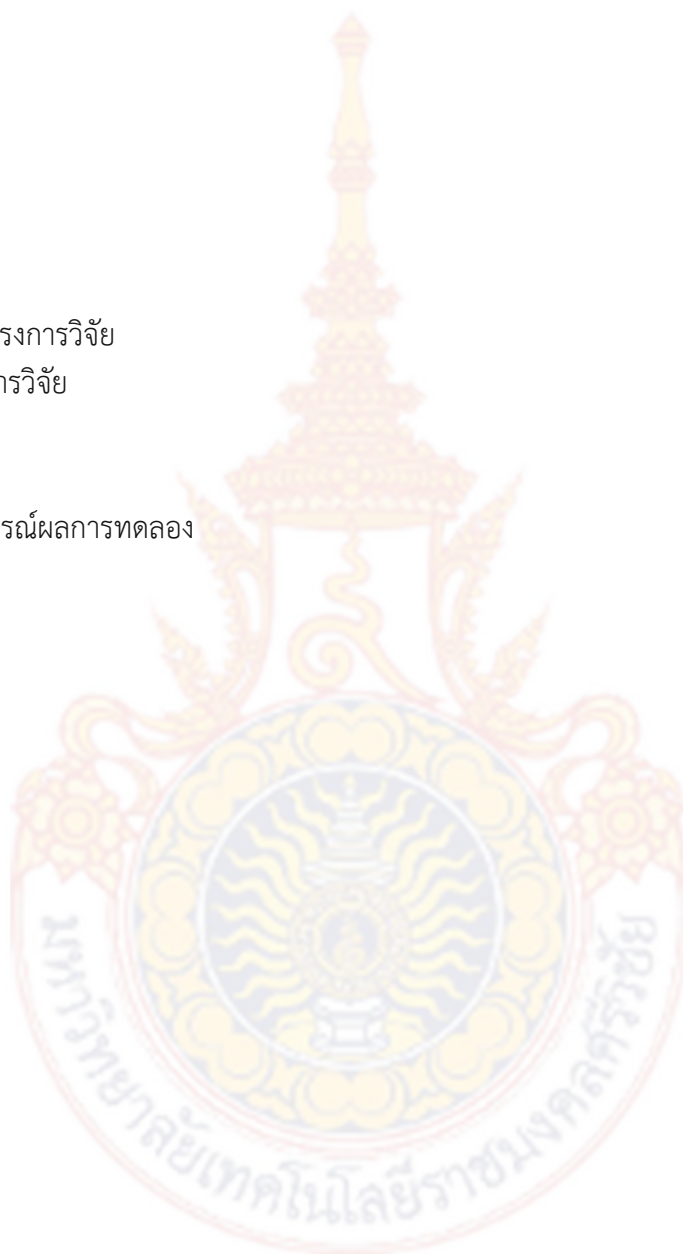 รงการวิจัย
ารวิจัย
รณ์ผลการทดลอง
มหาวิทยาลัยเทคโนโลยีราชมงคลศรีวิชัย